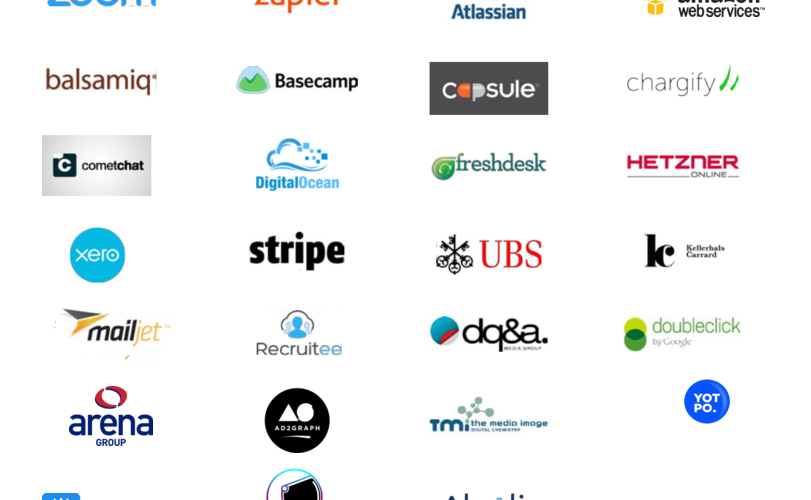 zoom
zapier
Atlassian
amazon
web services™
balsamiq®
Basecamp
capsule
chargify
C cometchat
DigitalOcean
freshdesk
HETZNER
ONLINE
xero
stripe
UBS
kc Kellerhals
Carrard
mailjet™
Recruitee
dq&a.
MEDIA GROUP
doubleclick
by Google
arena
GROUP
AD2GRAPH
TMi the media image
DIGITAL CHEMISTRY
YOT
PO.